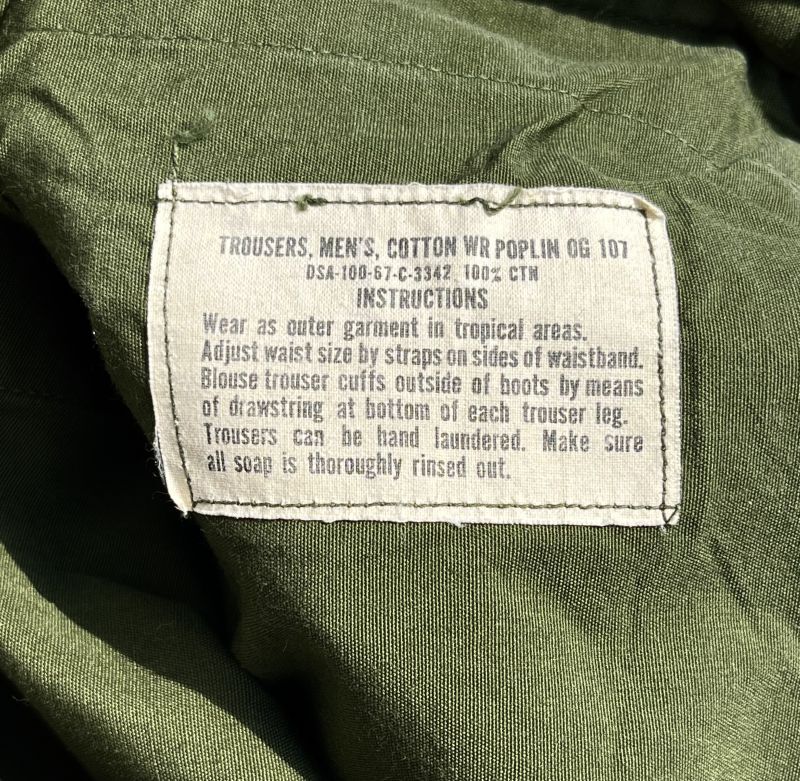 TROUSERS, MEN'S, COTTON WR POPLIN OG 107
DSA-100-67-C-3342 100% CTN
INSTRUCTIONS
Wear as outer garment in tropical areas.
Adjust waist size by straps on sides of waistband.
Blouse trouser cuffs outside of boots by means
of drawstring at bottom of each trouser leg.
Trousers can be hand laundered. Make sure
all soap is thoroughly rinsed out.